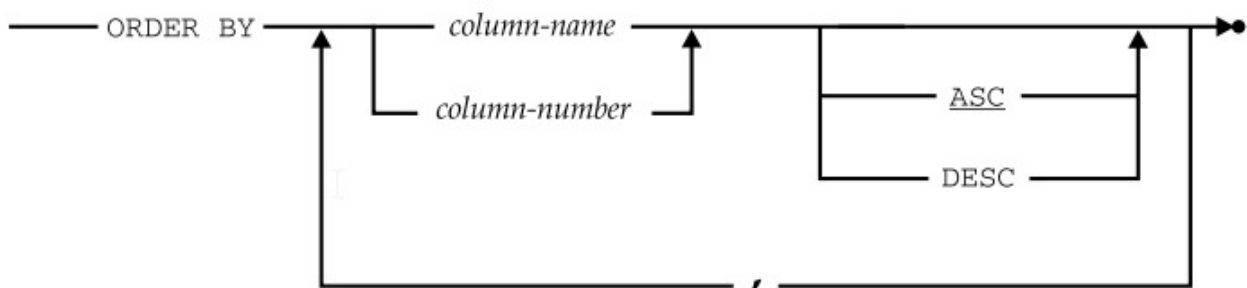 ORDER BY column-name
column-number
ASC
DESC
,